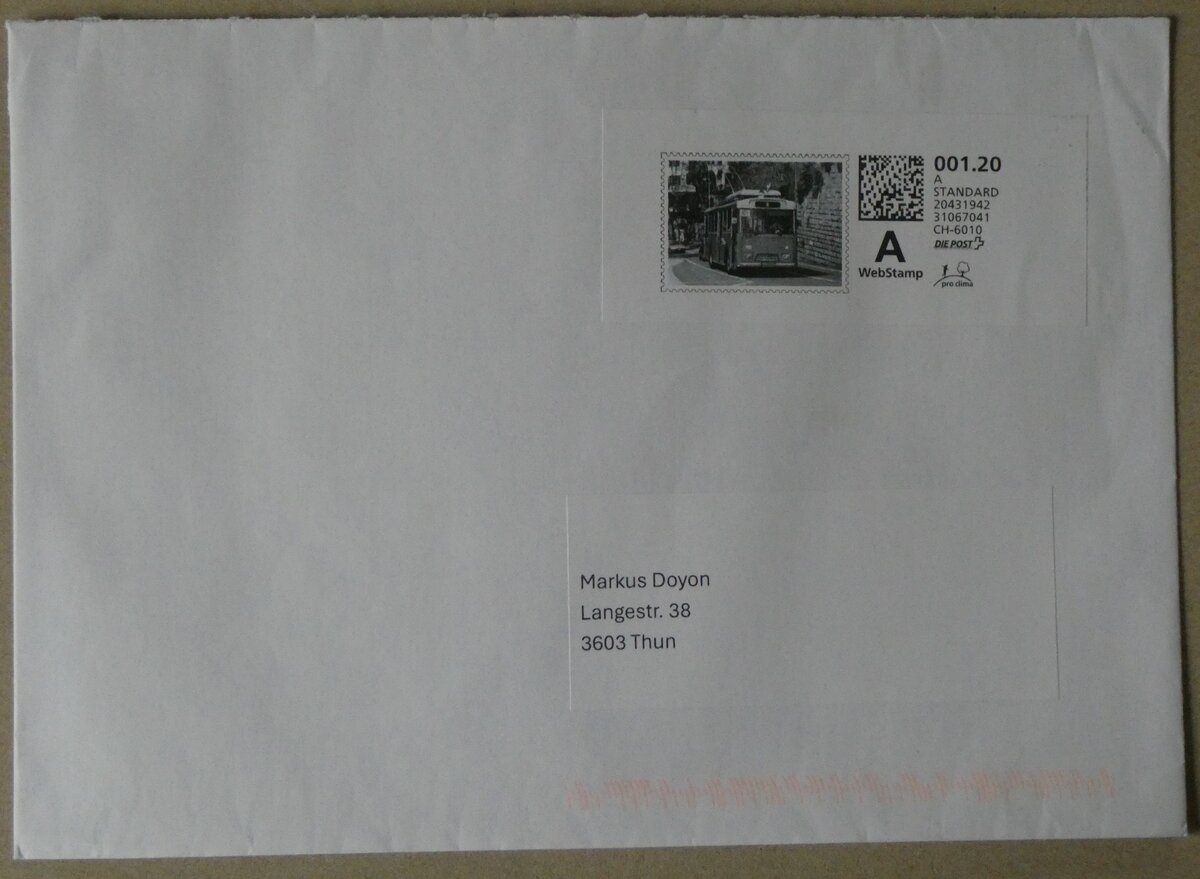 001.20
A
STANDARD
20431942
31067041
CH-6010
DIE POST
A
WebStamp
pro clima
Markus Doyon
Langestr. 38
3603 Thun